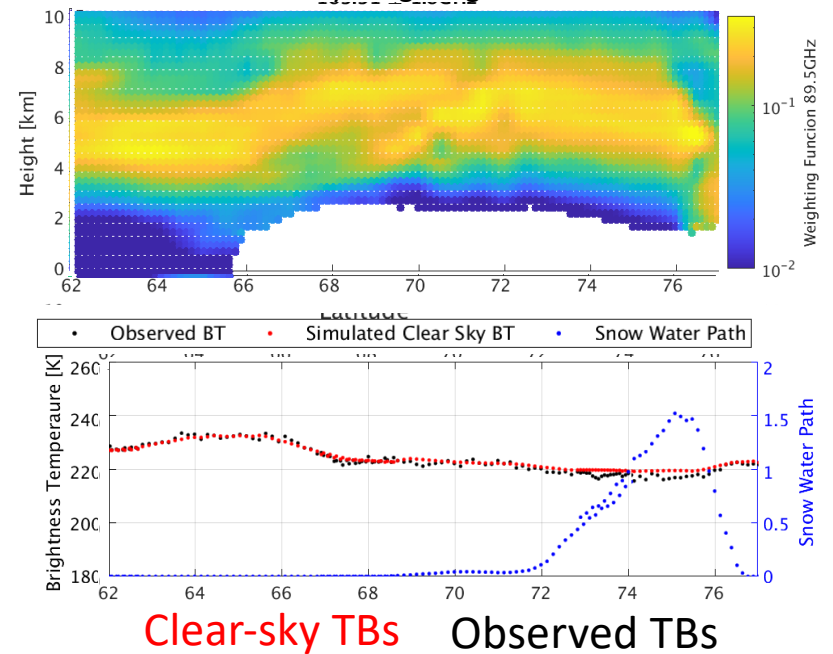 10
8
6
4
2
0
Height [km]
62 64 66 68 70 72 74 76
10-1
10-2
Weighting Funcion 89.5GHz
Latitude
Observed BT Simulated Clear Sky BT Snow Water Path
260
240
220
200
180
Brightness Temperaure [K]
2
1.5
1
0.5
0
Snow Water Path
62 64 66 68 70 72 74 76
Clear-sky TBs Observed TBs